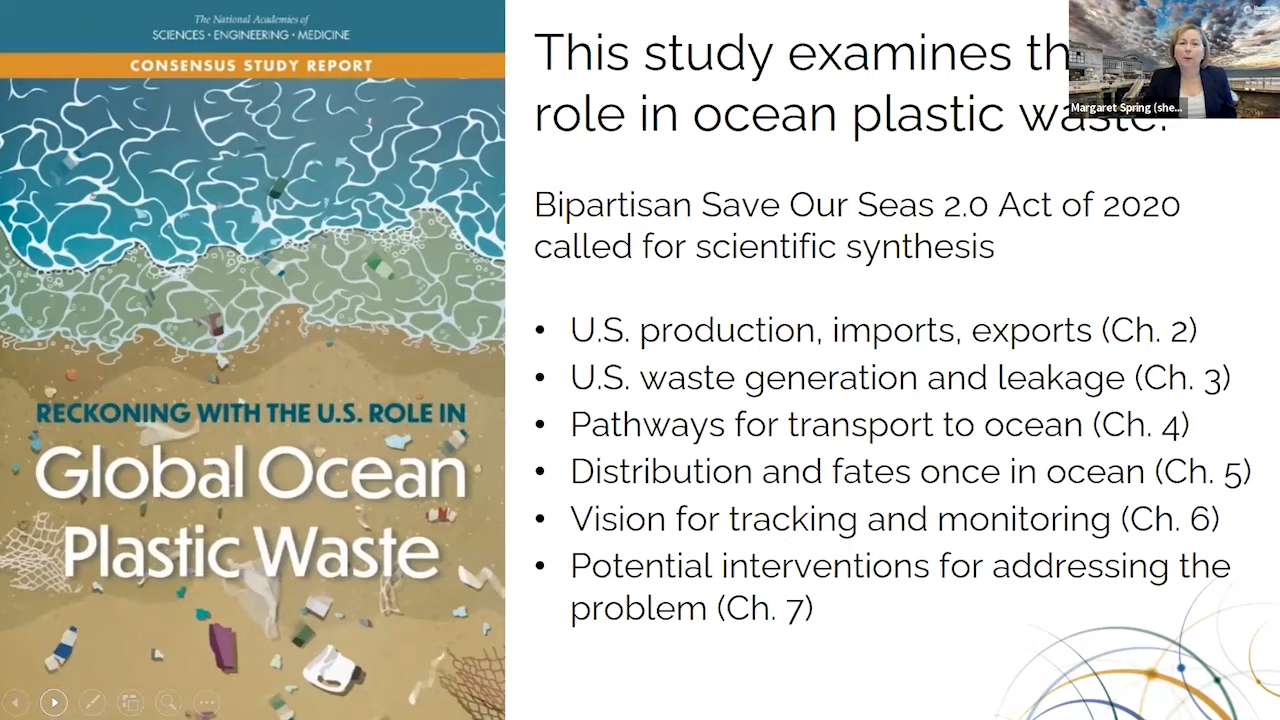 The National Academies of
SCIENCES • ENGINEERING • MEDICINE
CONSENSUS STUDY REPORT
RECKONING WITH THE U.S. ROLE IN
Global Ocean
Plastic Waste
This study examines th
role in ocean plastic waste.
Margaret Spring (she...
Bipartisan Save Our Seas 2.0 Act of 2020
called for scientific synthesis
• U.S. production, imports, exports (Ch. 2)
• U.S. waste generation and leakage (Ch. 3)
• Pathways for transport to ocean (Ch. 4)
• Distribution and fates once in ocean (Ch. 5)
• Vision for tracking and monitoring (Ch. 6)
• Potential interventions for addressing the
problem (Ch. 7)